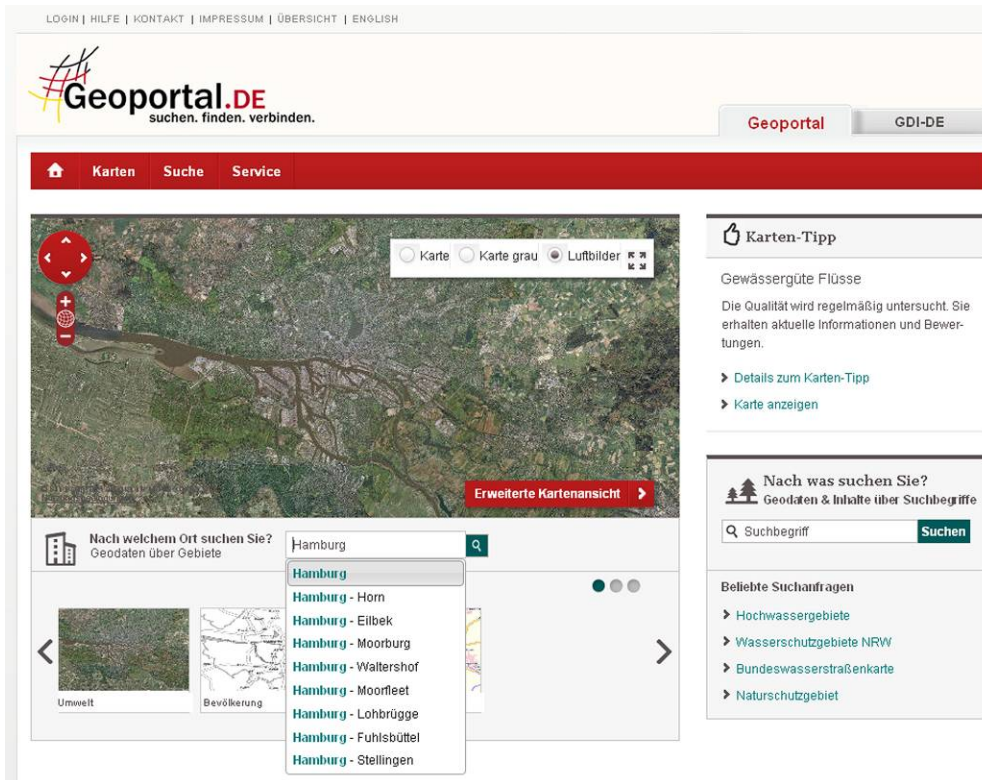 LOGIN | HILFE | KONTAKT | IMPRESSUM | ÜBERSICHT | ENGLISH
Geoportal.DE
suchen. finden. verbinden.
Geoportal
GDI-DE
Karten Suche Service
Karte Karte grau Luftbilder
Erweiterte Kartenansicht
Nach welchem Ort suchen Sie?
Geodaten über Gebiete
Hamburg
Hamburg
Hamburg - Horn
Hamburg - Eilbek
Hamburg - Moorburg
Hamburg - Waltershof
Hamburg - Moorfleet
Hamburg - Lohbrügge
Hamburg - Fuhlsbüttel
Hamburg - Stellingen
Umwelt
Bevölkerung
Karten-Tipp
Gewässergüte Flüsse
Die Qualität wird regelmäßig untersucht. Sie
erhalten aktuelle Informationen und Bewer-
tungen.
Details zum Karten-Tipp
Karte anzeigen
Nach was suchen Sie?
Geodaten & Inhalte über Suchbegriffe
Suchbegriff
Suchen
Beliebte Suchanfragen
Hochwassergebiete
Wasserschutzgebiete NRW
Bundeswasserstraßenkarte
Naturschutzgebiet